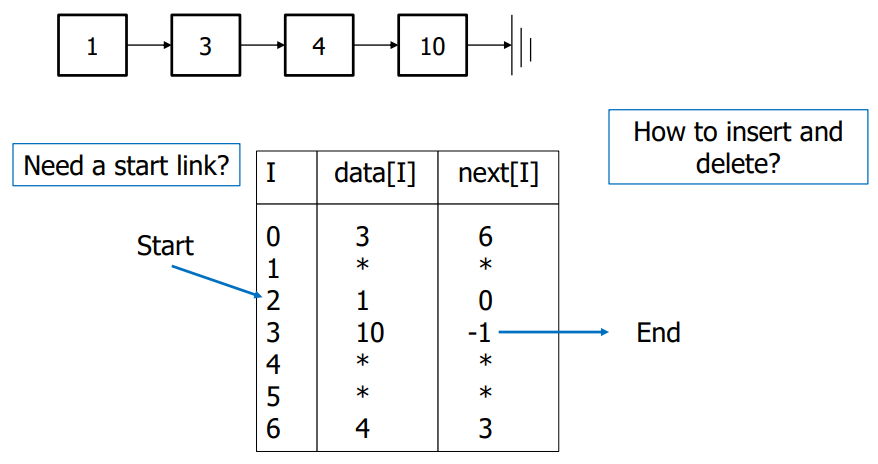 1 3 4 10
Need a start link?
How to insert and
delete?
I data[I] next[I]
Start
0 3 6
1 * *
2 1 0
3 10 -1 End
4 * *
5 * *
6 4 3